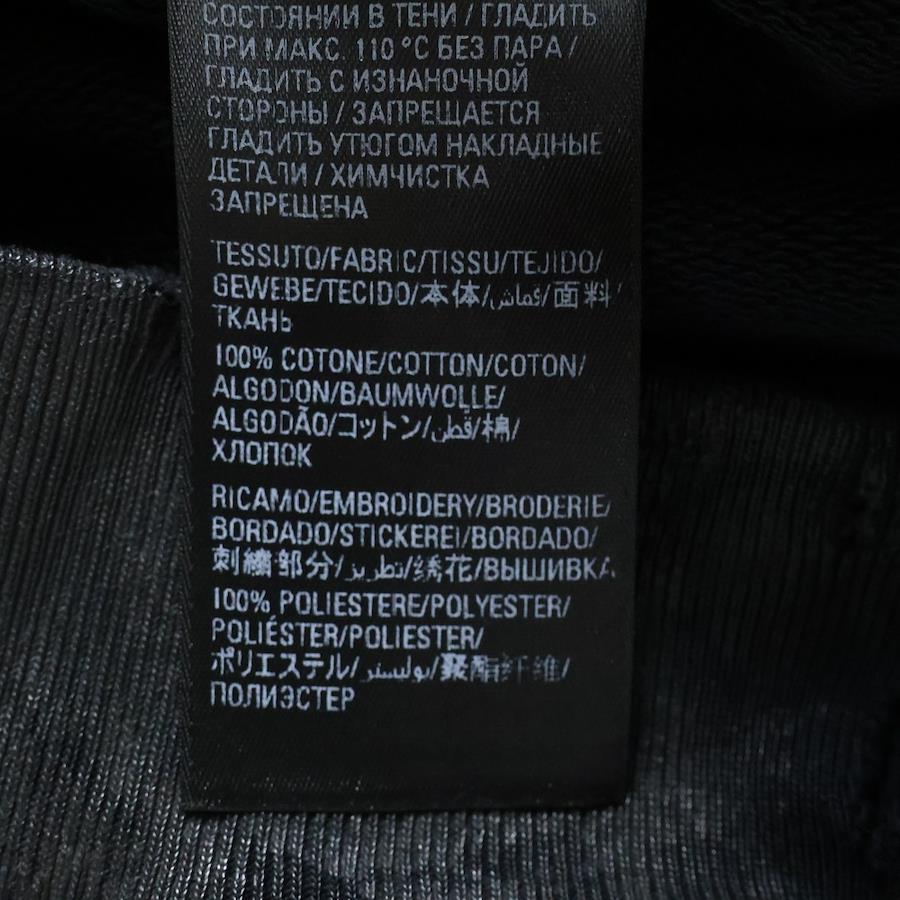 СОСТОЯНИИ В ТЕНИ / ГЛАДИТЬ
ПРИ МАКС. 110 °C БЕЗ ПАРА /
ГЛАДИТЬ С ИЗНАНОЧНОЙ
СТОРОНЫ / ЗАПРЕЩАЕТСЯ
ГЛАДИТЬ УТЮГОМ НАКЛАДНЫЕ
ДЕТАЛИ / ХИМЧИСТКА
ЗАПРЕЩЕНА
TESSUTO/FABRIC/TISSU/TEJIDO/
GEWEBE/TECIDO/本体/قماش/面料/
ТКАНЬ
100% COTONE/COTTON/COTON/
ALGODON/BAUMWOLLE/
ALGODÃO/コットン/قطن/棉/
ХЛОПОК
RICAMO/EMBROIDERY/BRODERIE/
BORDADO/STICKEREI/BORDADO/
刺繍部分/تطريز/绣花/ВЫШИВКА
100% POLIESTERE/POLYESTER/
POLIÉSTER/POLIESTER/
ポリエステル/بوليستر/聚酯纤维/
ПОЛИЭСТЕР